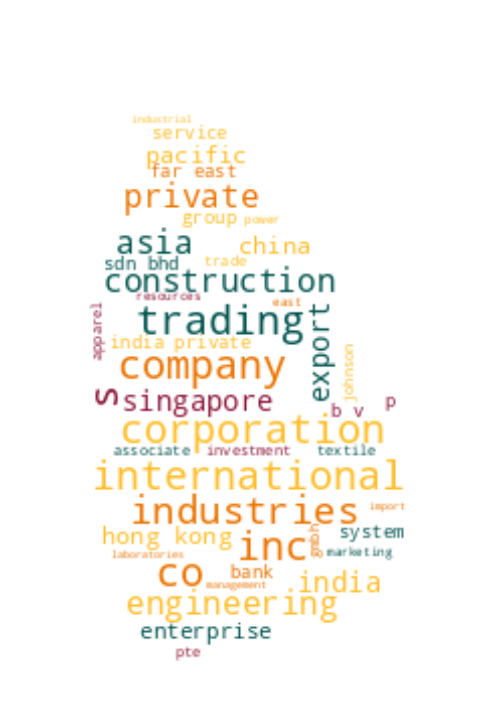 industrial
service
pacific
far east
private
group power
asia china
sdn bhd trade
construction
resources east
apparel
trading
export
india private
company
johnson
s singapore
b v p
corporation
associate investment textile
international
industries import
hong kong inc gmbh system
laboratories marketing
co bank
management india
engineering
enterprise
pte